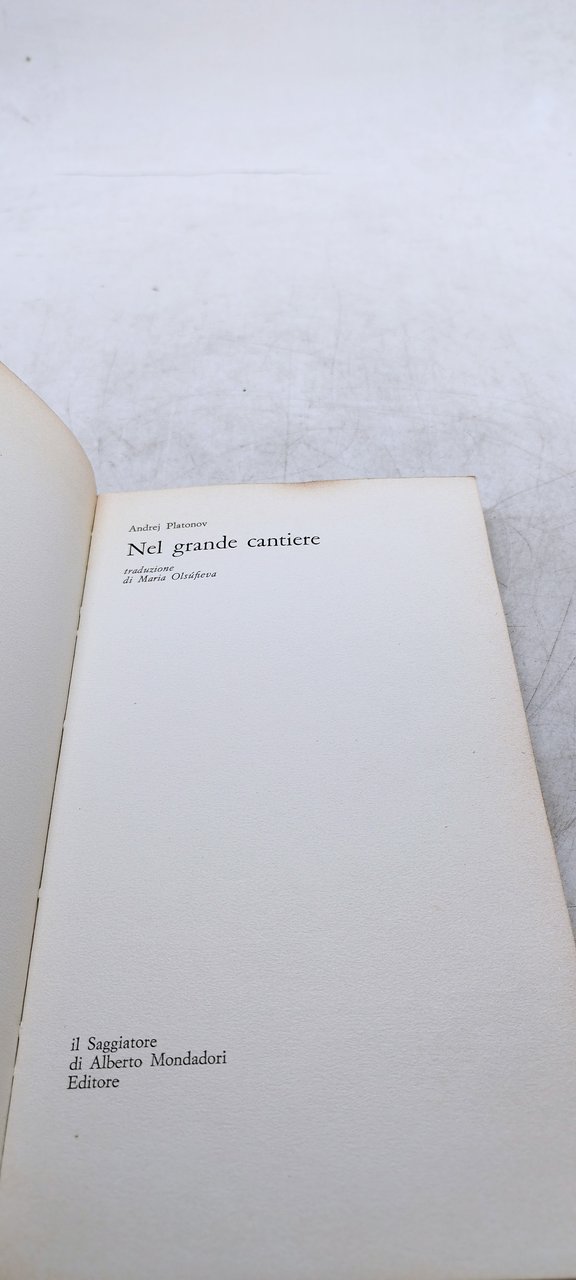 Andrej Platonov
Nel grande cantiere
traduzione
di Maria Olsúfieva
il Saggiatore
di Alberto Mondadori
Editore